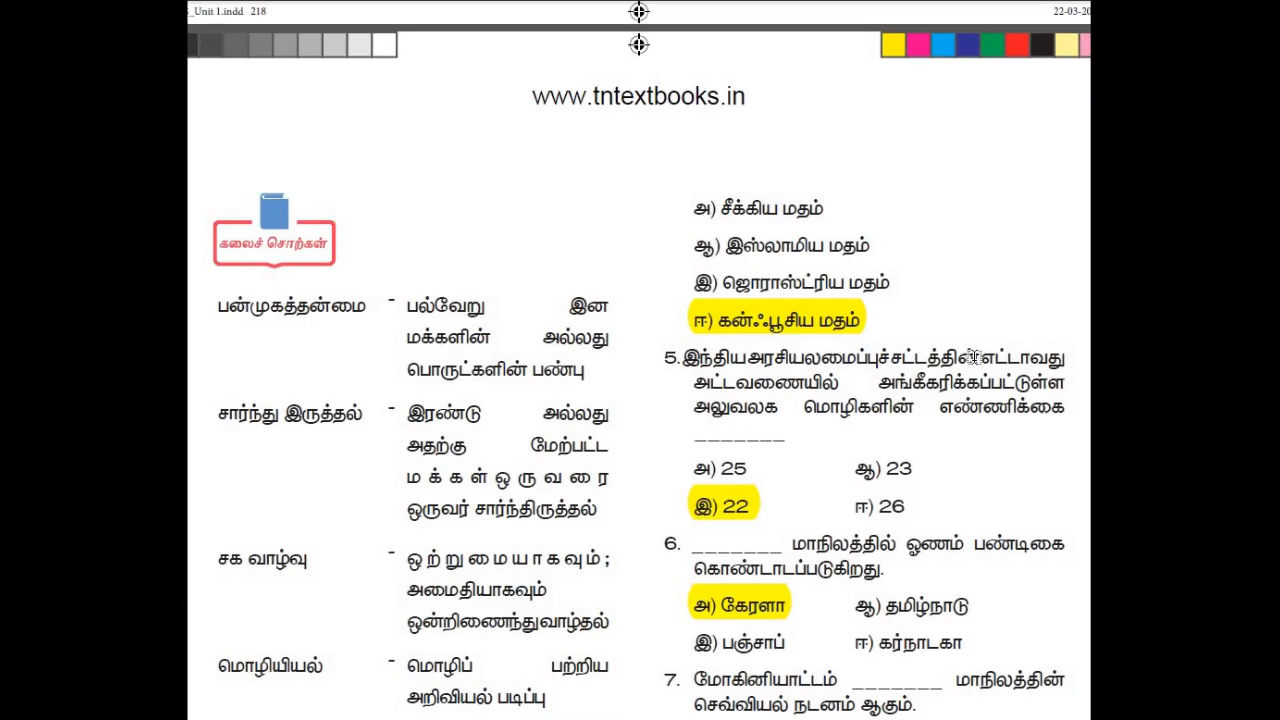 _Unit 1.indd 218
22-03-20
www.tntextbooks.in
கலைச் சொற்கள்
பன்முகத்தன்மை - பல்வேறு இன
மக்களின் அல்லது
பொருட்களின் பண்பு
சார்ந்து இருத்தல் - இரண்டு அல்லது
அதற்கு மேற்பட்ட
மக்கள் ஒருவரை
ஒருவர் சார்ந்திருத்தல்
சக வாழ்வு - ஒற்றுமையாகவும்;
அமைதியாகவும்
ஒன்றிணைந்துவாழ்தல்
மொழியியல் - மொழிப் பற்றிய
அறிவியல் படிப்பு
அ) சீக்கிய மதம்
ஆ) இஸ்லாமிய மதம்
இ) ஜொராஸ்ட்ரிய மதம்
ஈ) கன்ஃபூசிய மதம்
5. இந்திய அரசியலமைப்புச்சட்டத்தின் எட்டாவது
அட்டவணையில் அங்கீகரிக்கப்பட்டுள்ள
அலுவலக மொழிகளின் எண்ணிக்கை
_______
அ) 25 ஆ) 23
இ) 22 ஈ) 26
6. _______ மாநிலத்தில் ஓணம் பண்டிகை
கொண்டாடப்படுகிறது.
அ) கேரளா ஆ) தமிழ்நாடு
இ) பஞ்சாப் ஈ) கர்நாடகா
7. மோகினியாட்டம் _______ மாநிலத்தின்
செவ்வியல் நடனம் ஆகும்.